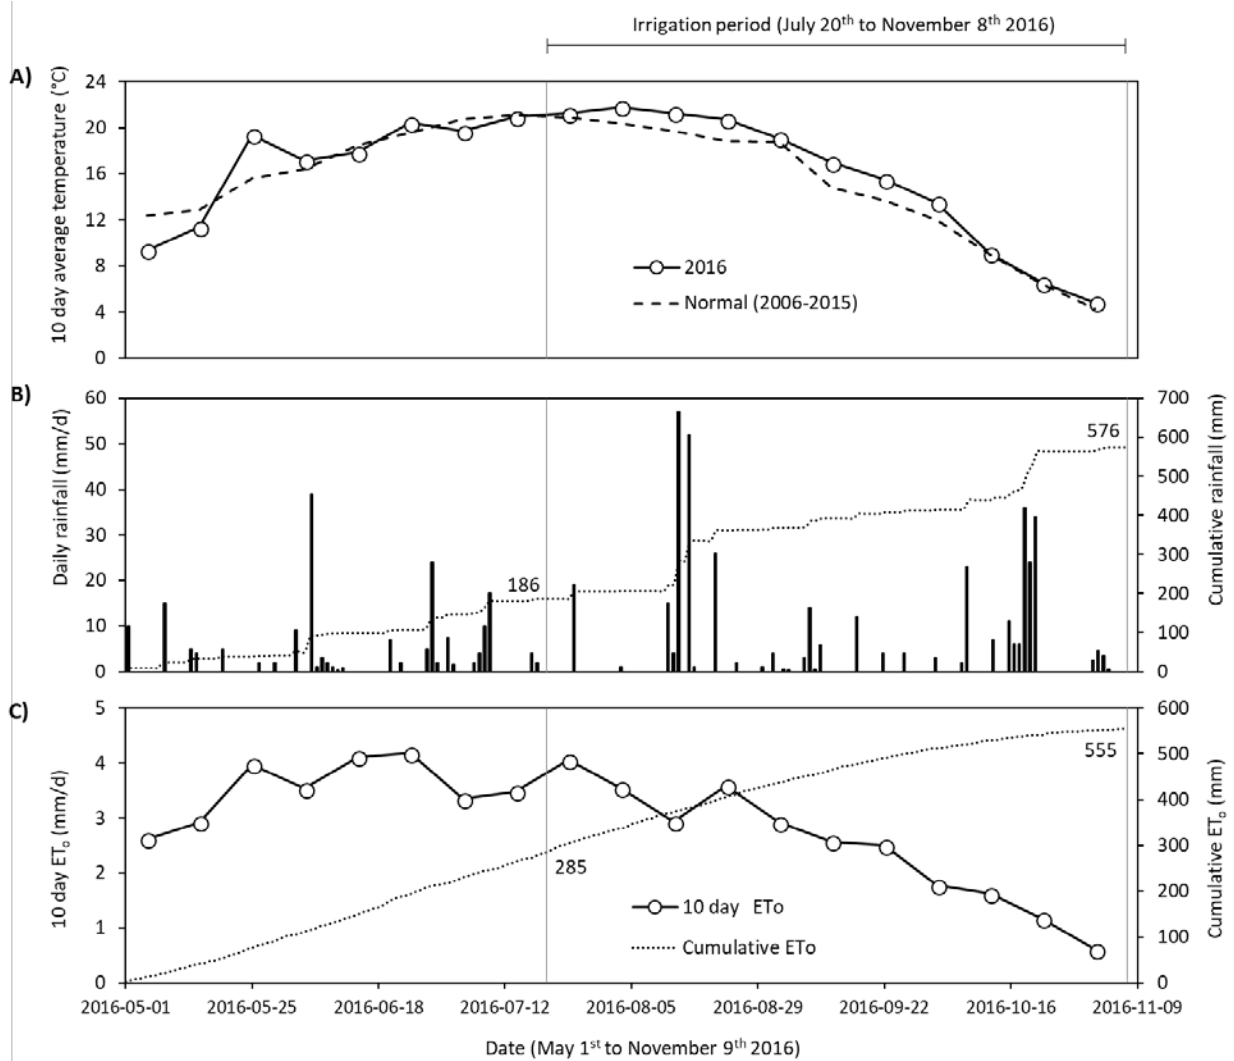 Irrigation period (July 20th to November 8th 2016)
A)
10 day average temperature (°C)
24
20
16
12
8
4
0
2016
Normal (2006-2015)
B)
Daily rainfall (mm/d)
60
50
40
30
20
10
0
186
576
700
600
500
400
300
200
100
0
Cumulative rainfall (mm)
C)
10 day ETo (mm/d)
5
4
3
2
1
0
285
555
10 day ETo
Cumulative ETo
600
500
400
300
200
100
0
Cumulative ETo (mm)
2016-05-01 2016-05-25 2016-06-18 2016-07-12 2016-08-05 2016-08-29 2016-09-22 2016-10-16 2016-11-09
Date (May 1st to November 9th 2016)